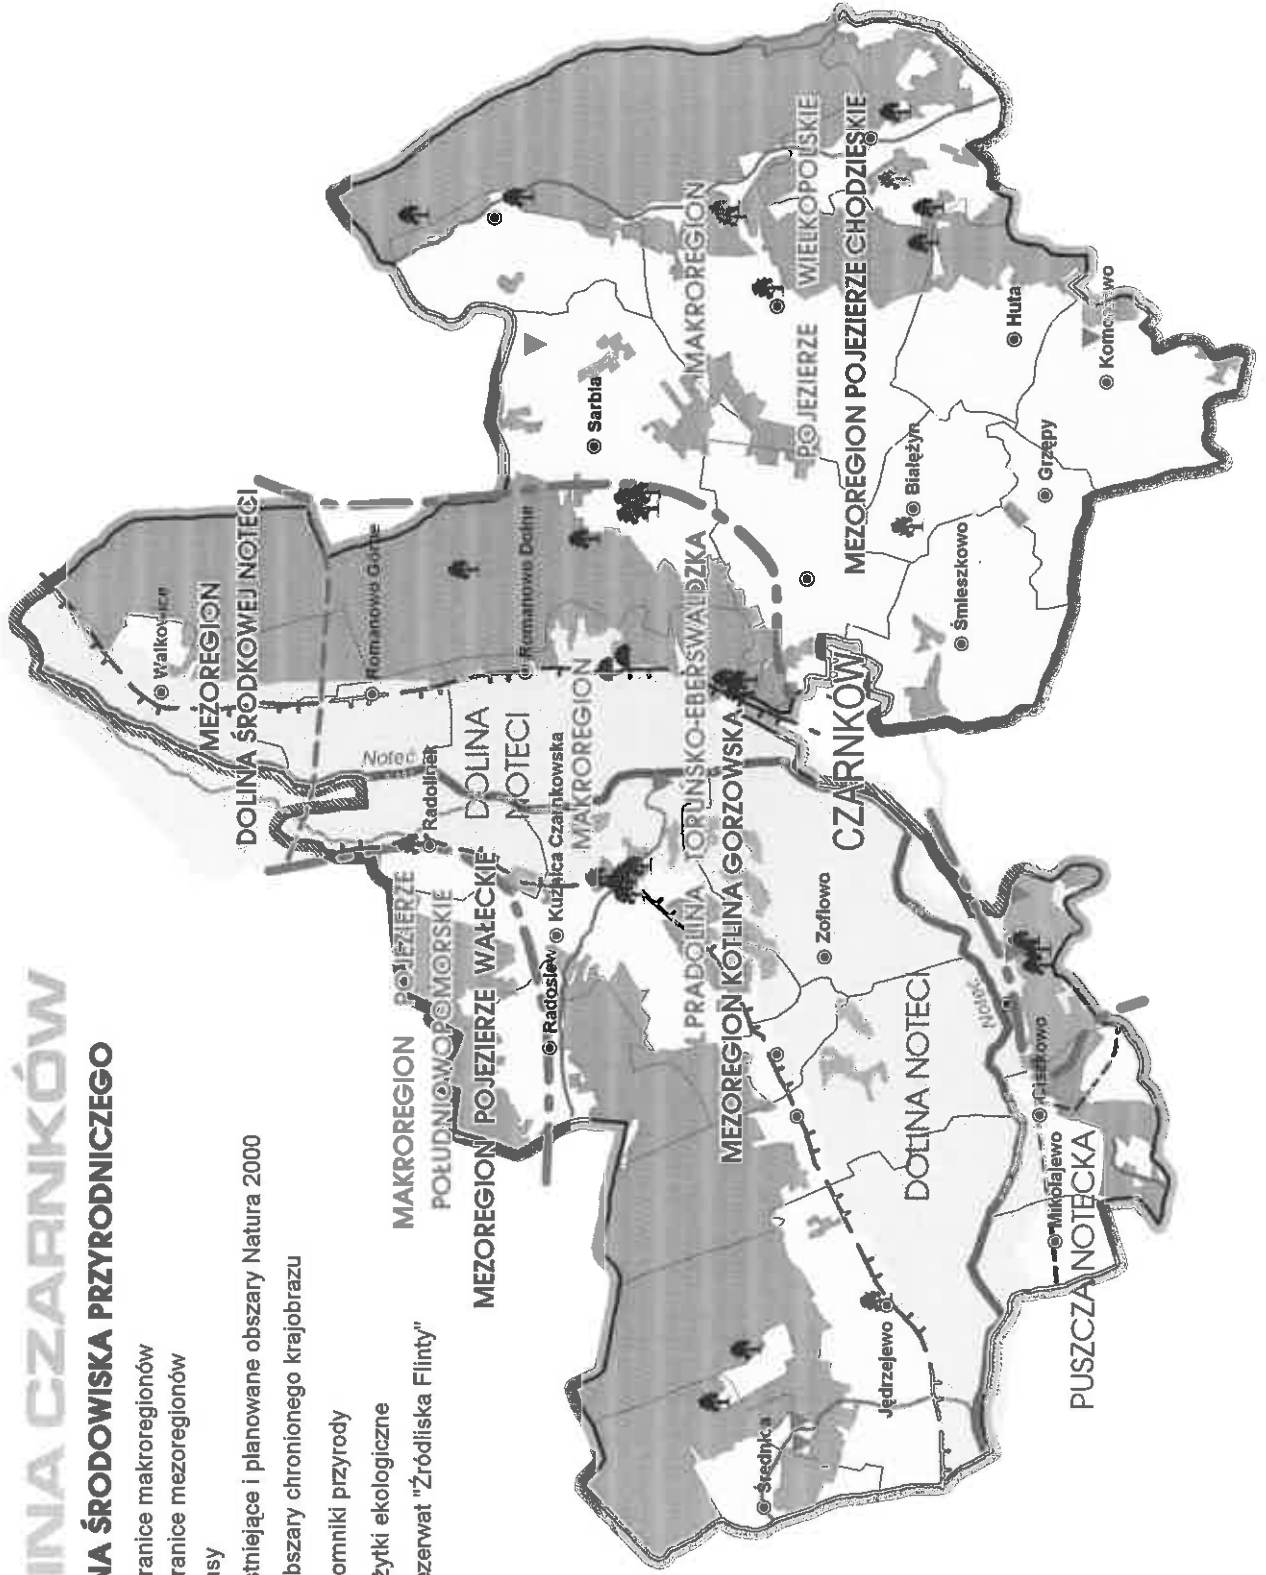 INA CZARNKÓW
NA ŚRODOWISKA PRZYRODNICZEGO
ranice makroregionów
ranice mezoregionów
asy
stniejące i planowane obszary Natura 2000
bszary chronionego krajobrazu
omniki przyrody
żytki ekologiczne
ezerwat "Źródliska Flinty"
MAKROREGION POJEZIERZE
POŁUDNIOWOPOMORSKIE
MEZOREGION POJEZIERZE WAŁECKIE
MEZOREGION
DOLINA ŚRODKOWEJ NOTECI
Walkowice
Romanowo Górne
Romanowo Dolne
Noteć
Radolinek
DOLINA
NOTECI
Kuźnica Czarnkowska
Radosiew
MAKROREGION
PRADOLINA TORUŃSKO-EBERSWALDZKA
MEZOREGION KOTLINA GORZOWSKA
CZARNKÓW
Zofiowo
DOLINA NOTECI
Noteć
Ciszkowo
Mikołajewo
PUSZCZA NOTECKA
Jędrzejewo
Średnica
Sarbia
MAKROREGION
POJEZIERZE WIELKOPOLSKIE
MEZOREGION POJEZIERZE CHODZIESKIE
Białężyn
Śmieszkowo
Grzępy
Huta